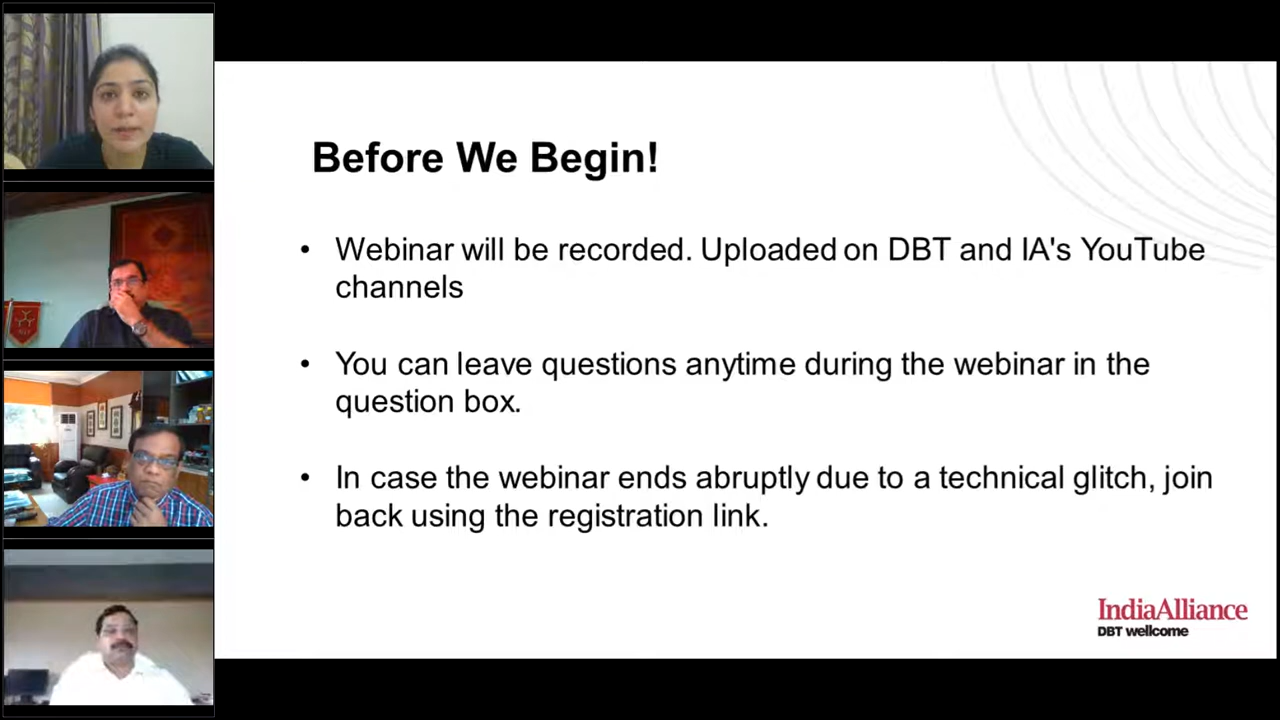 Before We Begin!
• Webinar will be recorded. Uploaded on DBT and IA's YouTube
channels
• You can leave questions anytime during the webinar in the
question box.
• In case the webinar ends abruptly due to a technical glitch, join
back using the registration link.
IndiaAlliance
DBT wellcome